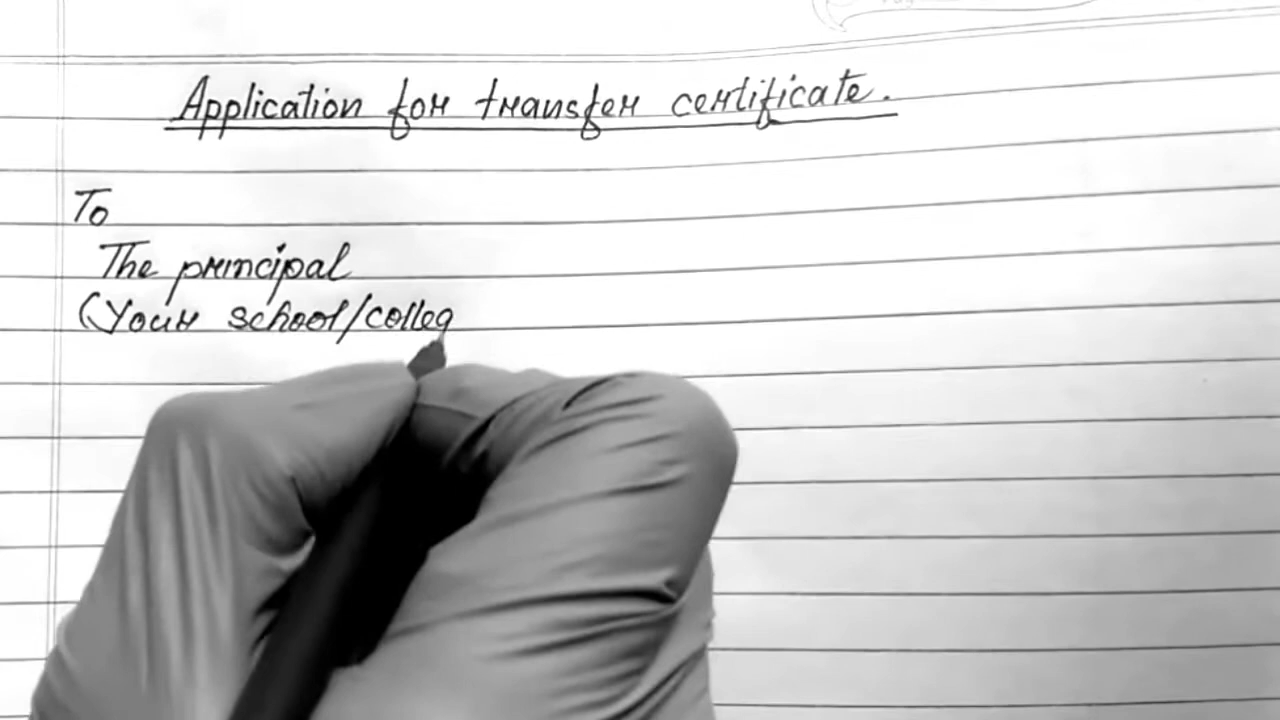 Application for transfer certificate.
To
The principal
(Your school/colleg